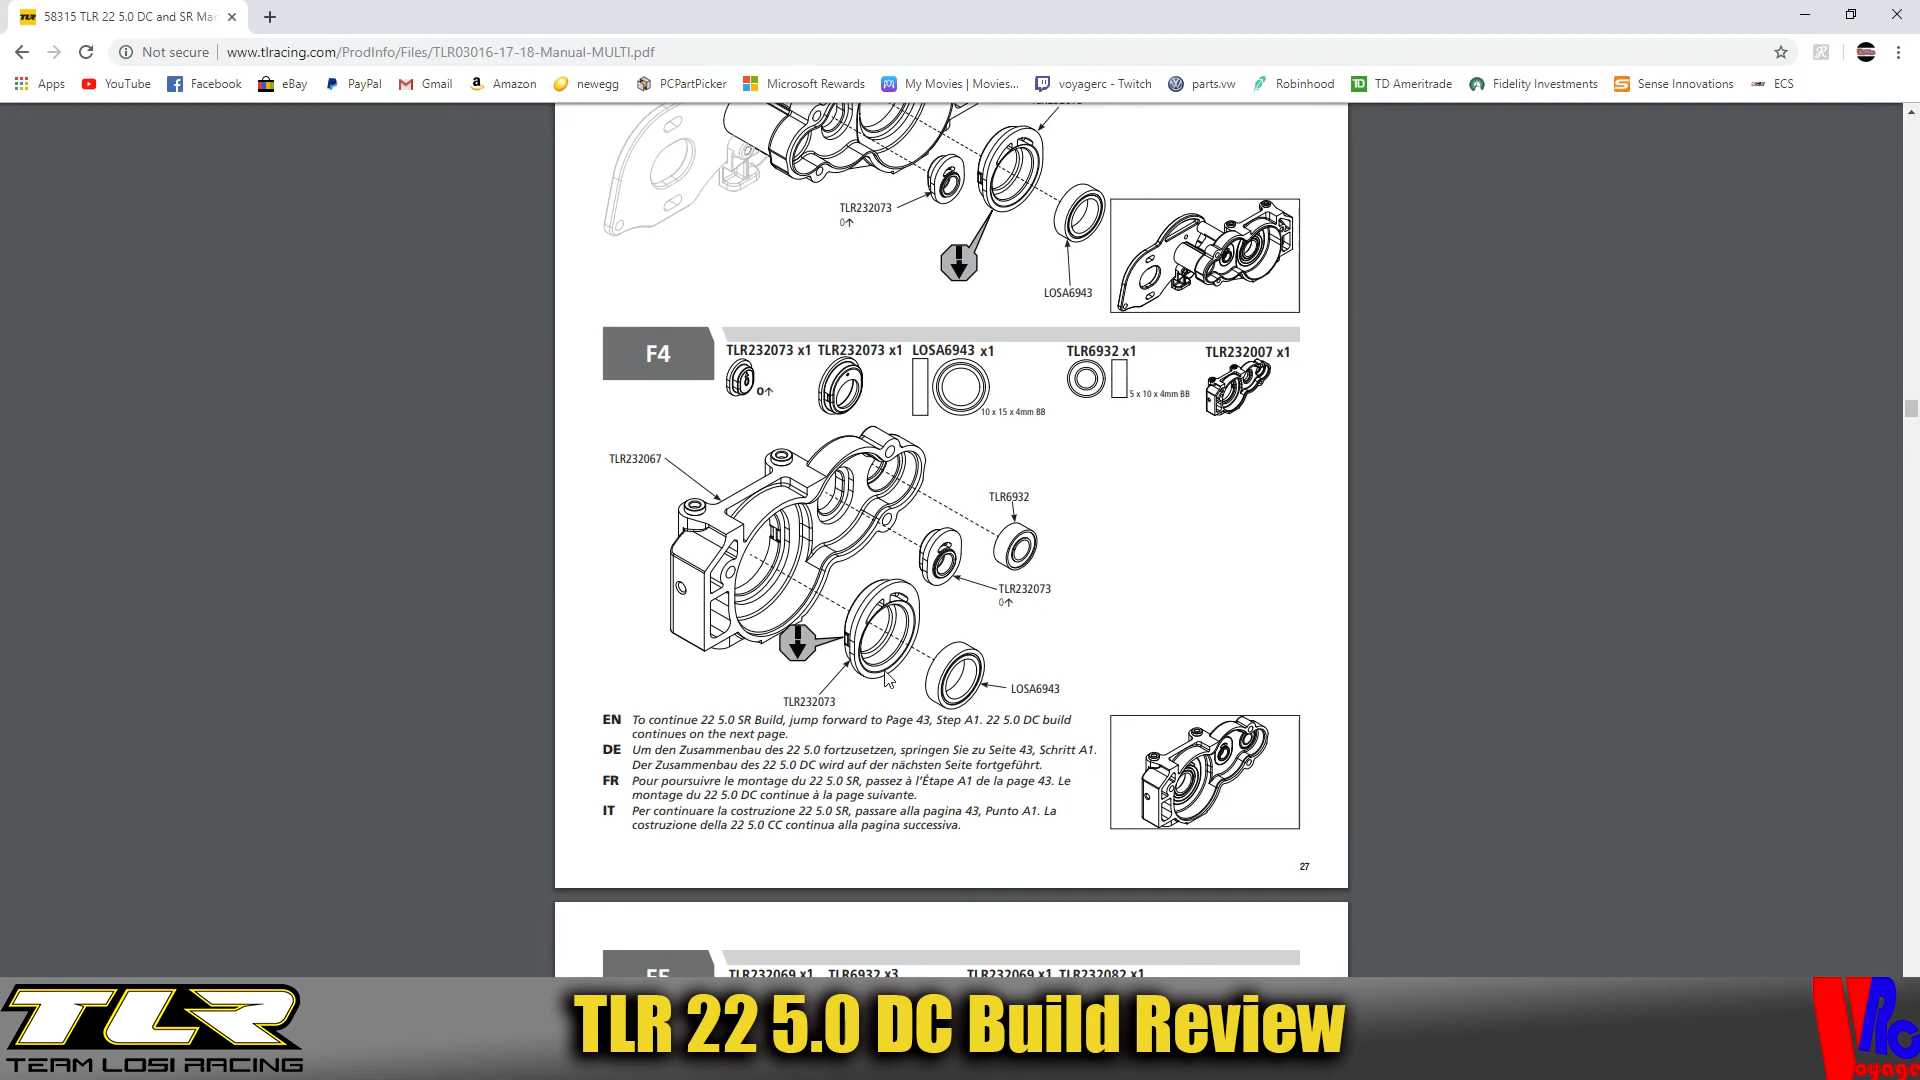 58315 TLR 22 5.0 DC and SR Ma
Not secure
www.tlracing.com/ProdInfo/Files/TLR03016-17-18-Manual-MULTI.pdf
Apps YouTube Facebook eBay PayPal Gmail Amazon newegg PCPartPicker Microsoft Rewards My Movies | Movies... voyagerc - Twitch parts.vw Robinhood TD Ameritrade Fidelity Investments Sense Innovations ECS
TLR232073
0↑
LOSA6943
F4
TLR232073 x1 TLR232073 x1 LOSA6943 x1 TLR6932 x1 TLR232007 x1
0↑
10 x 15 x 4mm BB
5 x 10 x 4mm BB
TLR232067
TLR6932
TLR232073
0↑
LOSA6943
TLR232073
EN To continue 22 5.0 SR Build, jump forward to Page 43, Step A1. 22 5.0 DC build
continues on the next page.
DE Um den Zusammenbau des 22 5.0 fortzusetzen, springen Sie zu Seite 43, Schritt A1.
Der Zusammenbau des 22 5.0 DC wird auf der nächsten Seite fortgeführt.
FR Pour poursuivre le montage du 22 5.0 SR, passez à l'Étape A1 de la page 43. Le
montage du 22 5.0 DC continue à la page suivante.
IT Per continuare la costruzione 22 5.0 SR, passare alla pagina 43, Punto A1. La
costruzione della 22 5.0 CC continua alla pagina successiva.
27
F5
TLR232069 x1 TLR6932 x3 TLR232069 x1 TLR232082 x1
TLR
TEAM LOSI RACING
TLR 22 5.0 DC Build Review
VRC
oyage